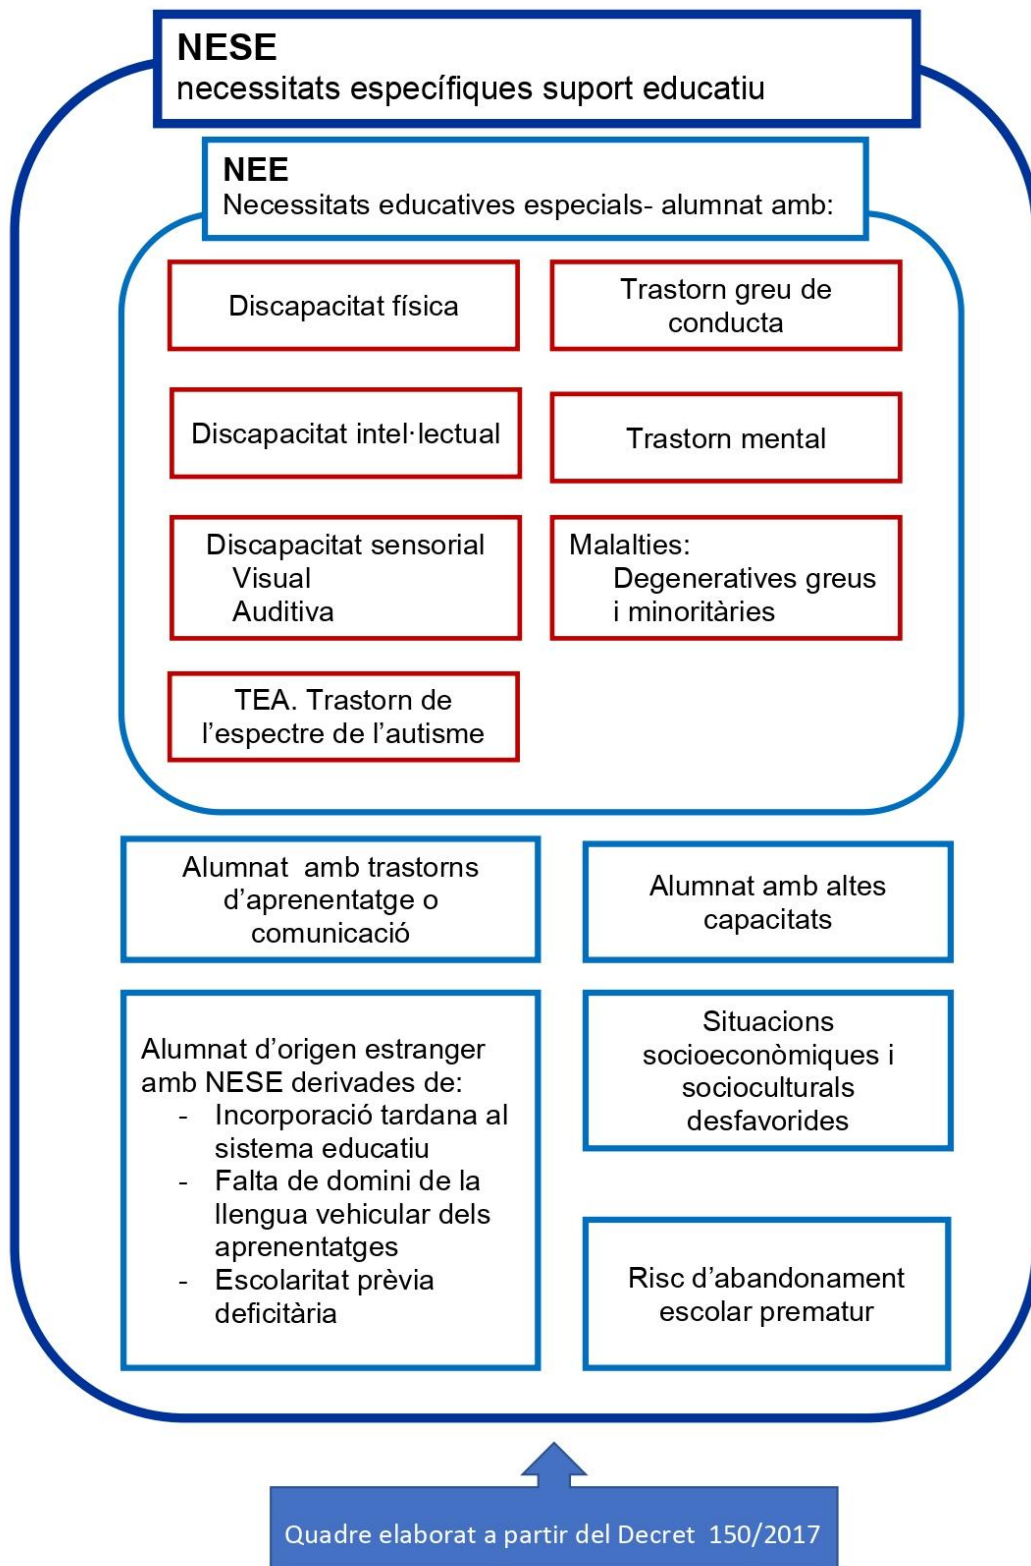 NESE
necessitats específiques suport educatiu
NEE
Necessitats educatives especials- alumnat amb:
Discapacitat física
Trastorn greu de
conducta
Discapacitat intel·lectual
Trastorn mental
Discapacitat sensorial
Visual
Auditiva
Malalties:
Degeneratives greus
i minoritàries
TEA. Trastorn de
l’espectre de l’autisme
Alumnat amb trastorns
d’aprenentatge o
comunicació
Alumnat amb altes
capacitats
Alumnat d’origen estranger
amb NESE derivades de:
- Incorporació tardana al
sistema educatiu
- Falta de domini de la
llengua vehicular dels
aprenentatges
- Escolaritat prèvia
deficitària
Situacions
socioeconòmiques i
socioculturals
desfavorides
Risc d’abandonament
escolar prematur
Quadre elaborat a partir del Decret 150/2017